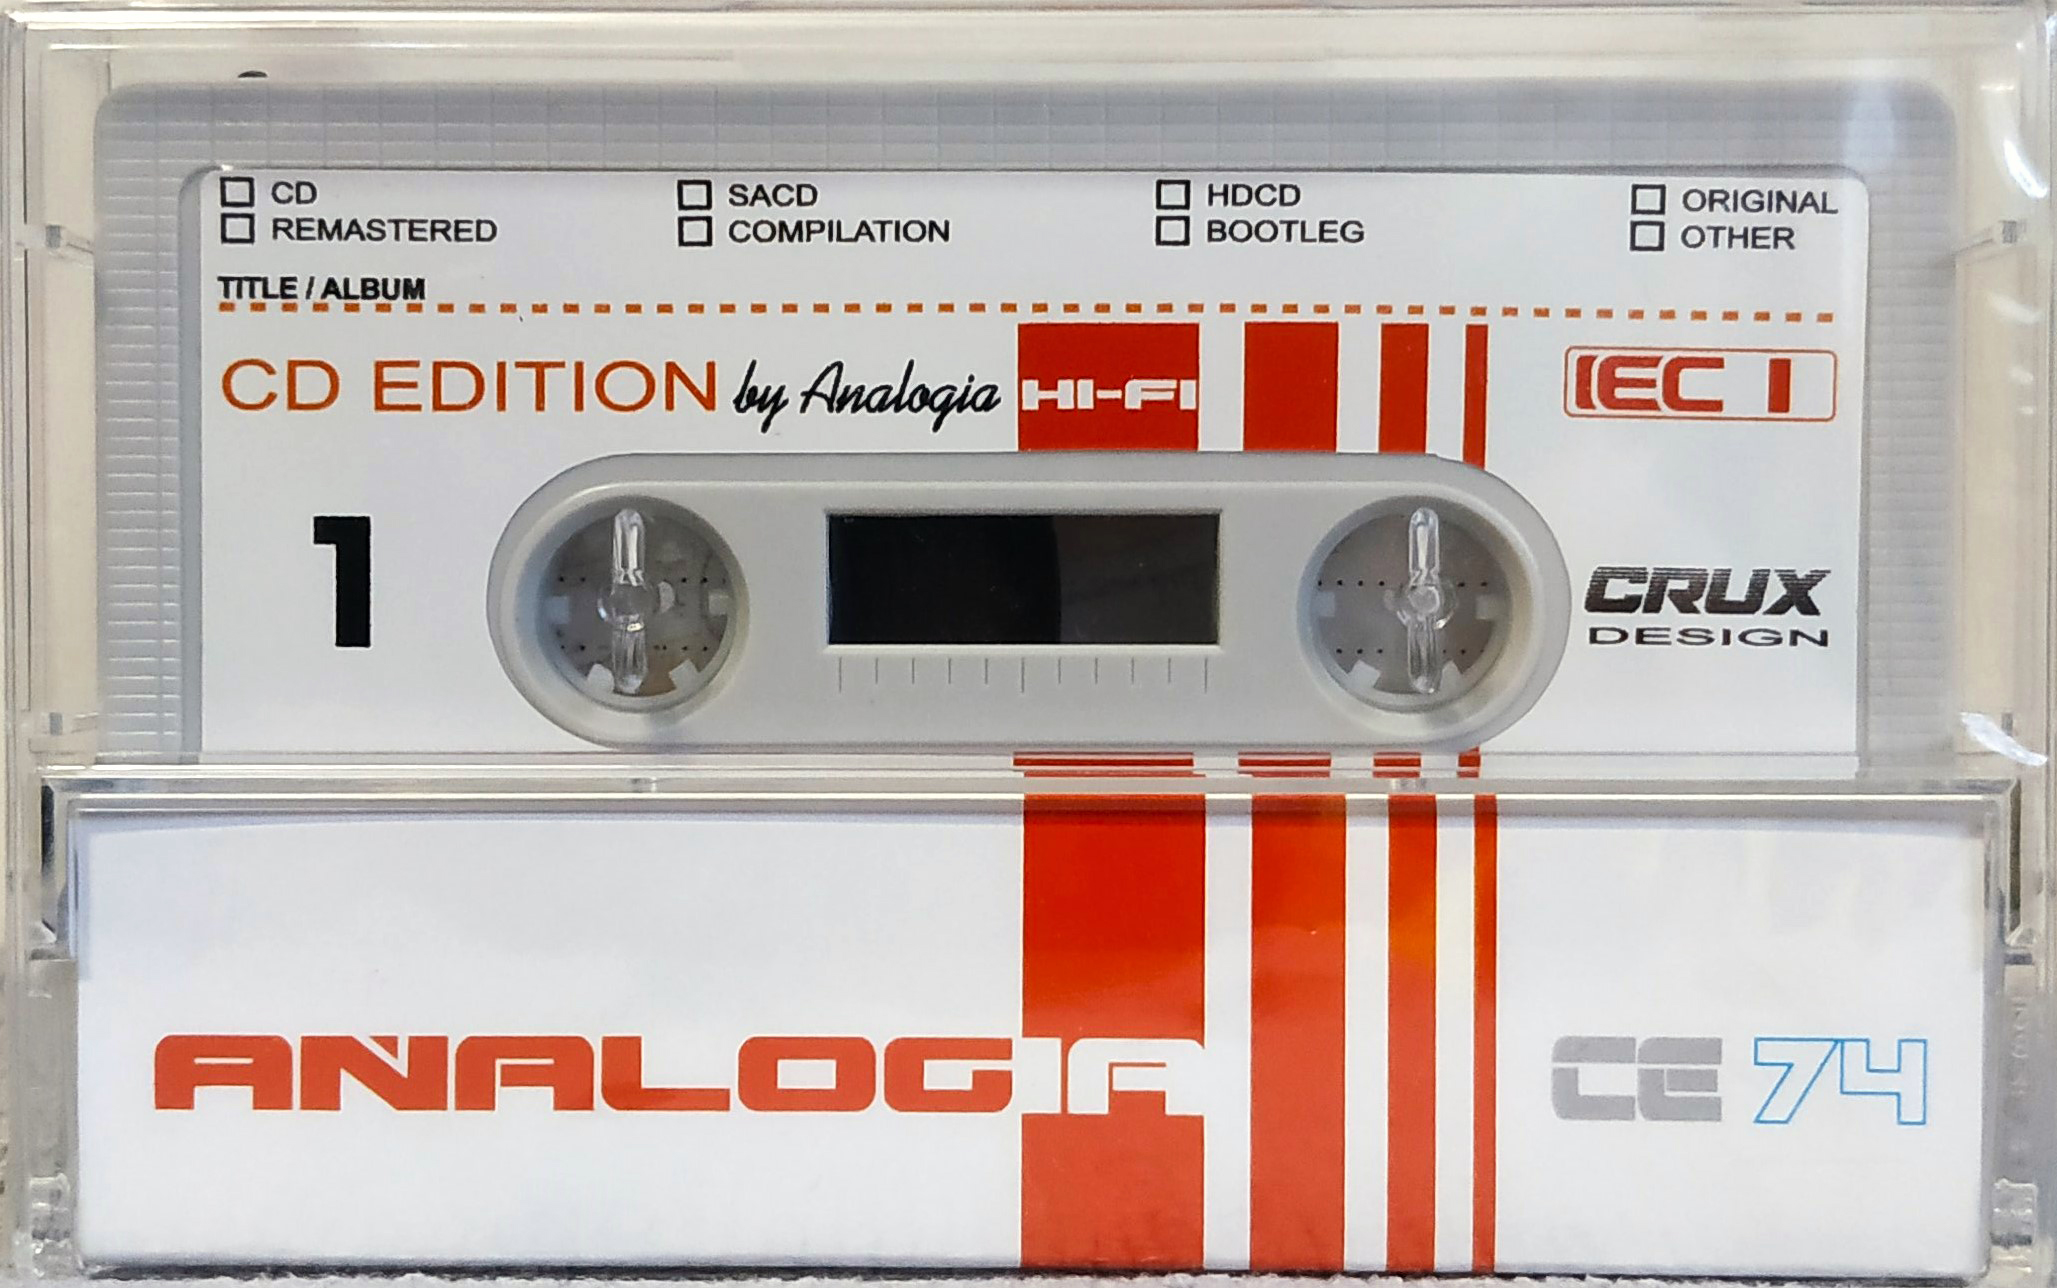 CD SACD HDCD ORIGINAL
REMASTERED COMPILATION BOOTLEG OTHER
TITLE / ALBUM
CD EDITION by Analogia HI-FI IEC I
1
CRUX
DESIGN
ANALOGIA CE 74